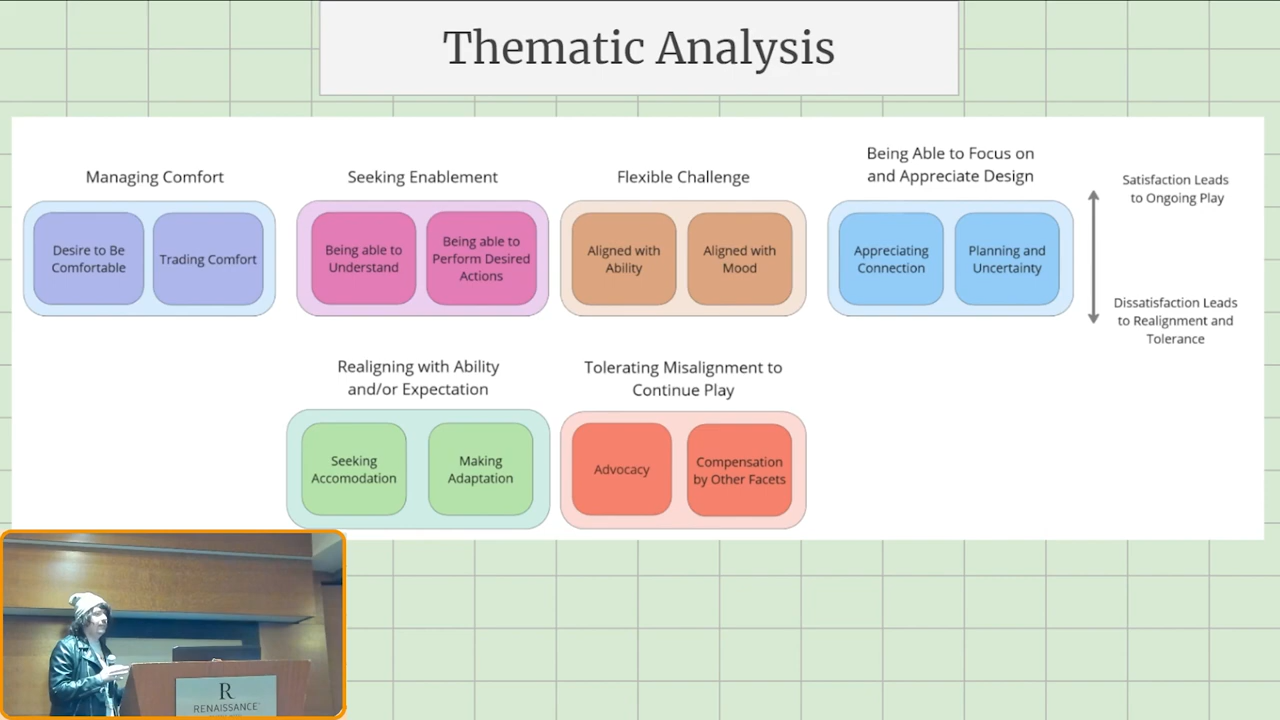 Thematic Analysis
Managing Comfort
Desire to Be
Comfortable
Trading Comfort
Seeking Enablement
Being able to
Understand
Being able to
Perform Desired
Actions
Flexible Challenge
Aligned with
Ability
Aligned with
Mood
Being Able to Focus on
and Appreciate Design
Appreciating
Connection
Planning and
Uncertainty
Satisfaction Leads
to Ongoing Play
Dissatisfaction Leads
to Realignment and
Tolerance
Realigning with Ability
and/or Expectation
Seeking
Accomodation
Making
Adaptation
Tolerating Misalignment to
Continue Play
Advocacy
Compensation
by Other Facets
R
RENAISSANCE